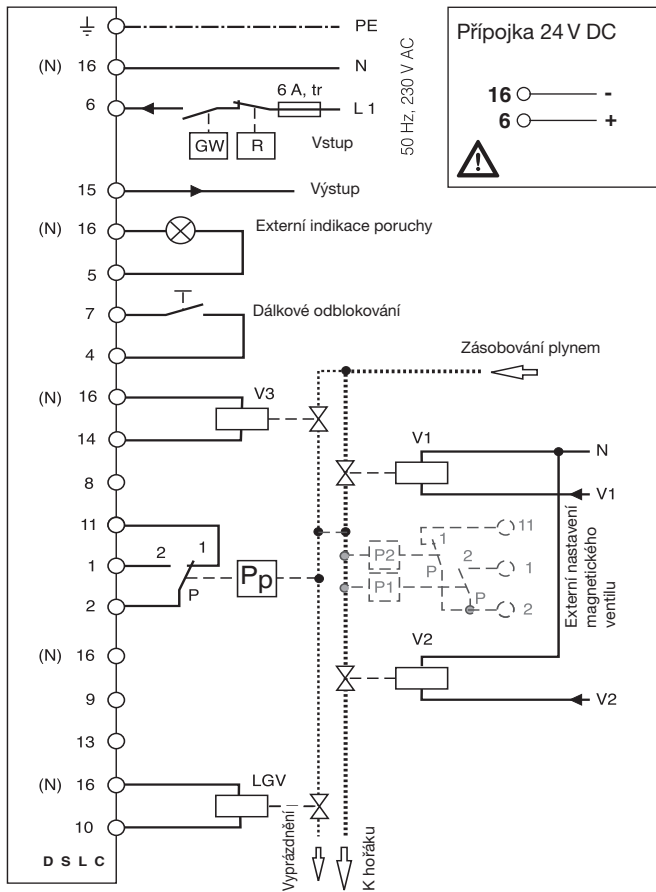 PE
Přípojka 24 V DC
(N) 16
N
6
6 A, tr
L 1
50 Hz, 230 V AC
16 -
6 +
GW
R
Vstup
15
Výstup
(N) 16
Externí indikace poruchy
5
7
Dálkové odblokování
4
Zásobování plynem
(N) 16
V3
14
V1
N
8
V1
11
2
1
1
P
2
Pp
P2
P1
1
2
P
P
11
1
2
Externí nastavení
magnetického
ventilu
(N) 16
V2
9
V2
13
(N) 16
LGV
10
Vyprázdnění
K hořáku
D S L C